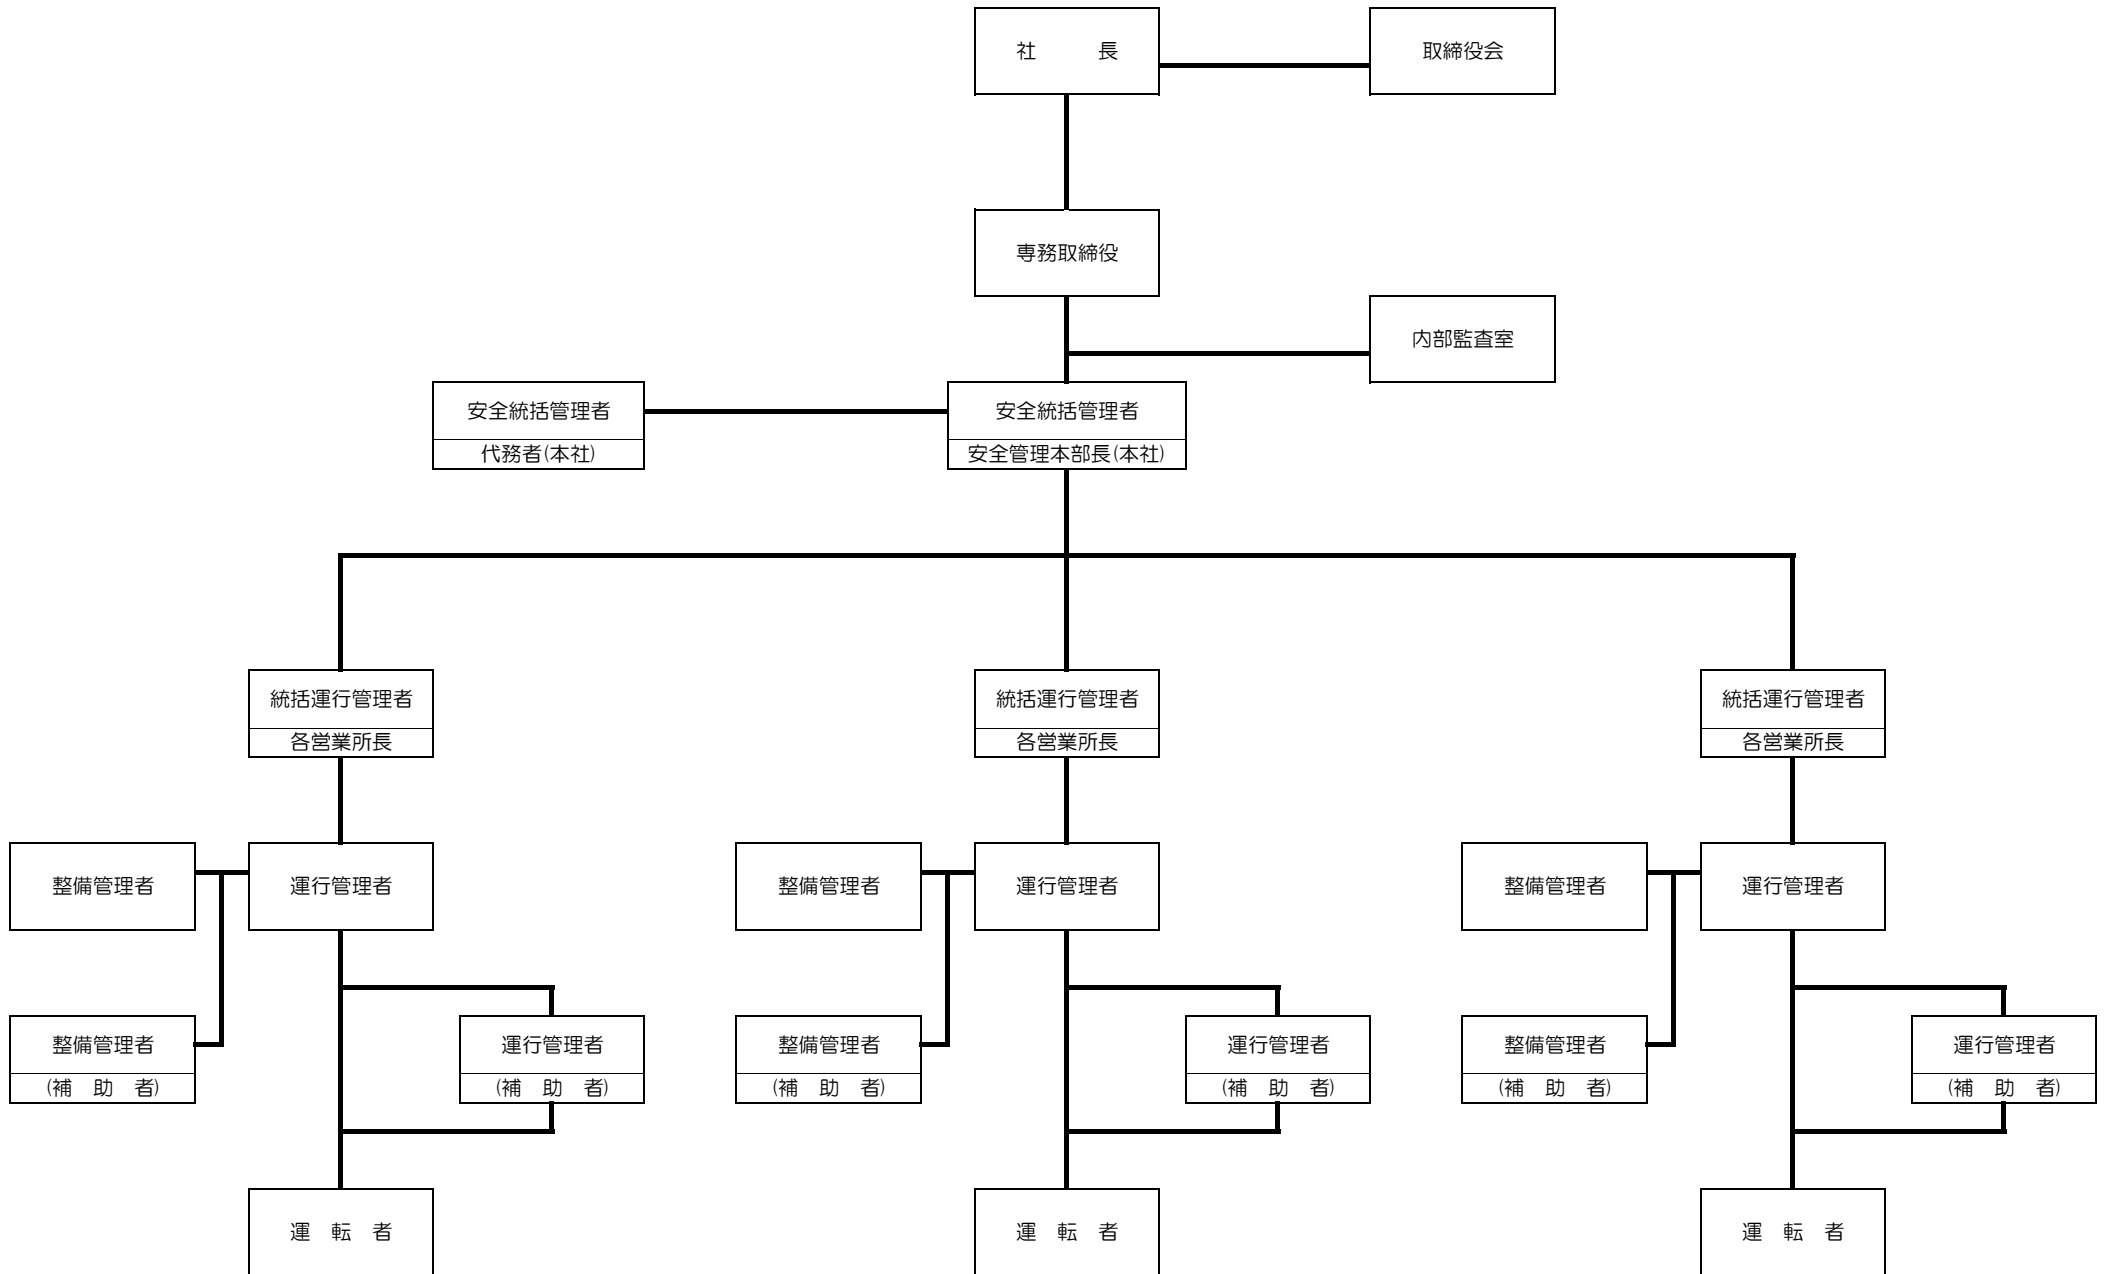 社　　　長
取締役会
専務取締役
内部監査室
安全統括管理者
代務者(本社)
安全統括管理者
安全管理本部長(本社)
統括運行管理者
各営業所長
統括運行管理者
各営業所長
統括運行管理者
各営業所長
整備管理者
運行管理者
整備管理者
運行管理者
整備管理者
運行管理者
整備管理者
(補　助　者)
運行管理者
(補　助　者)
整備管理者
(補　助　者)
運行管理者
(補　助　者)
整備管理者
(補　助　者)
運行管理者
(補　助　者)
運　転　者
運　転　者
運　転　者